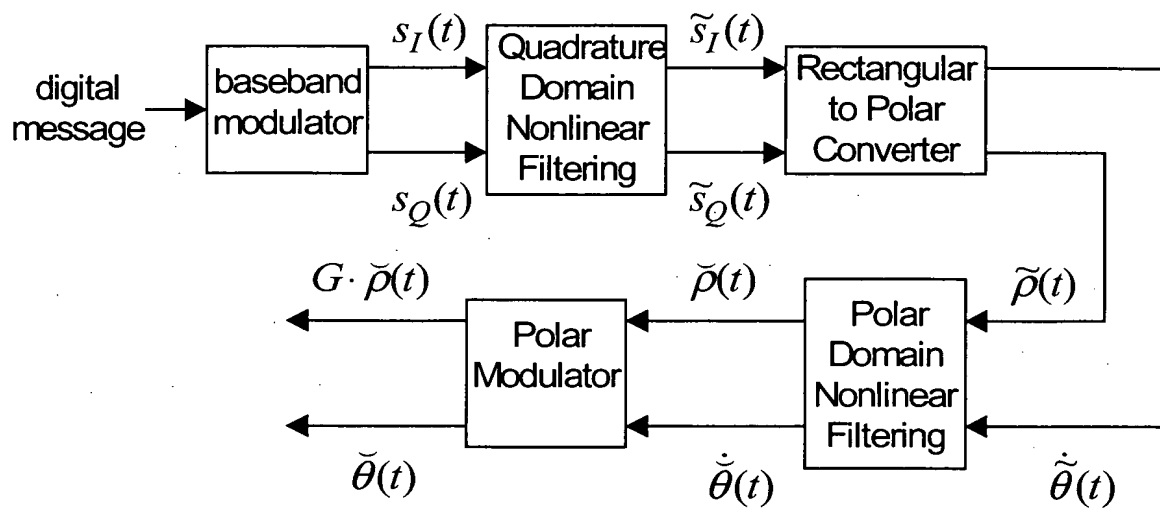 digital
message
baseband
modulator
s_I(t)
s_Q(t)
Quadrature
Domain
Nonlinear
Filtering
s̃_I(t)
s̃_Q(t)
Rectangular
to Polar
Converter
G · ρ̆(t)
θ̆(t)
Polar
Modulator
ρ̆(t)
θ̆̇(t)
Polar
Domain
Nonlinear
Filtering
ρ̃(t)
θ̃̇(t)